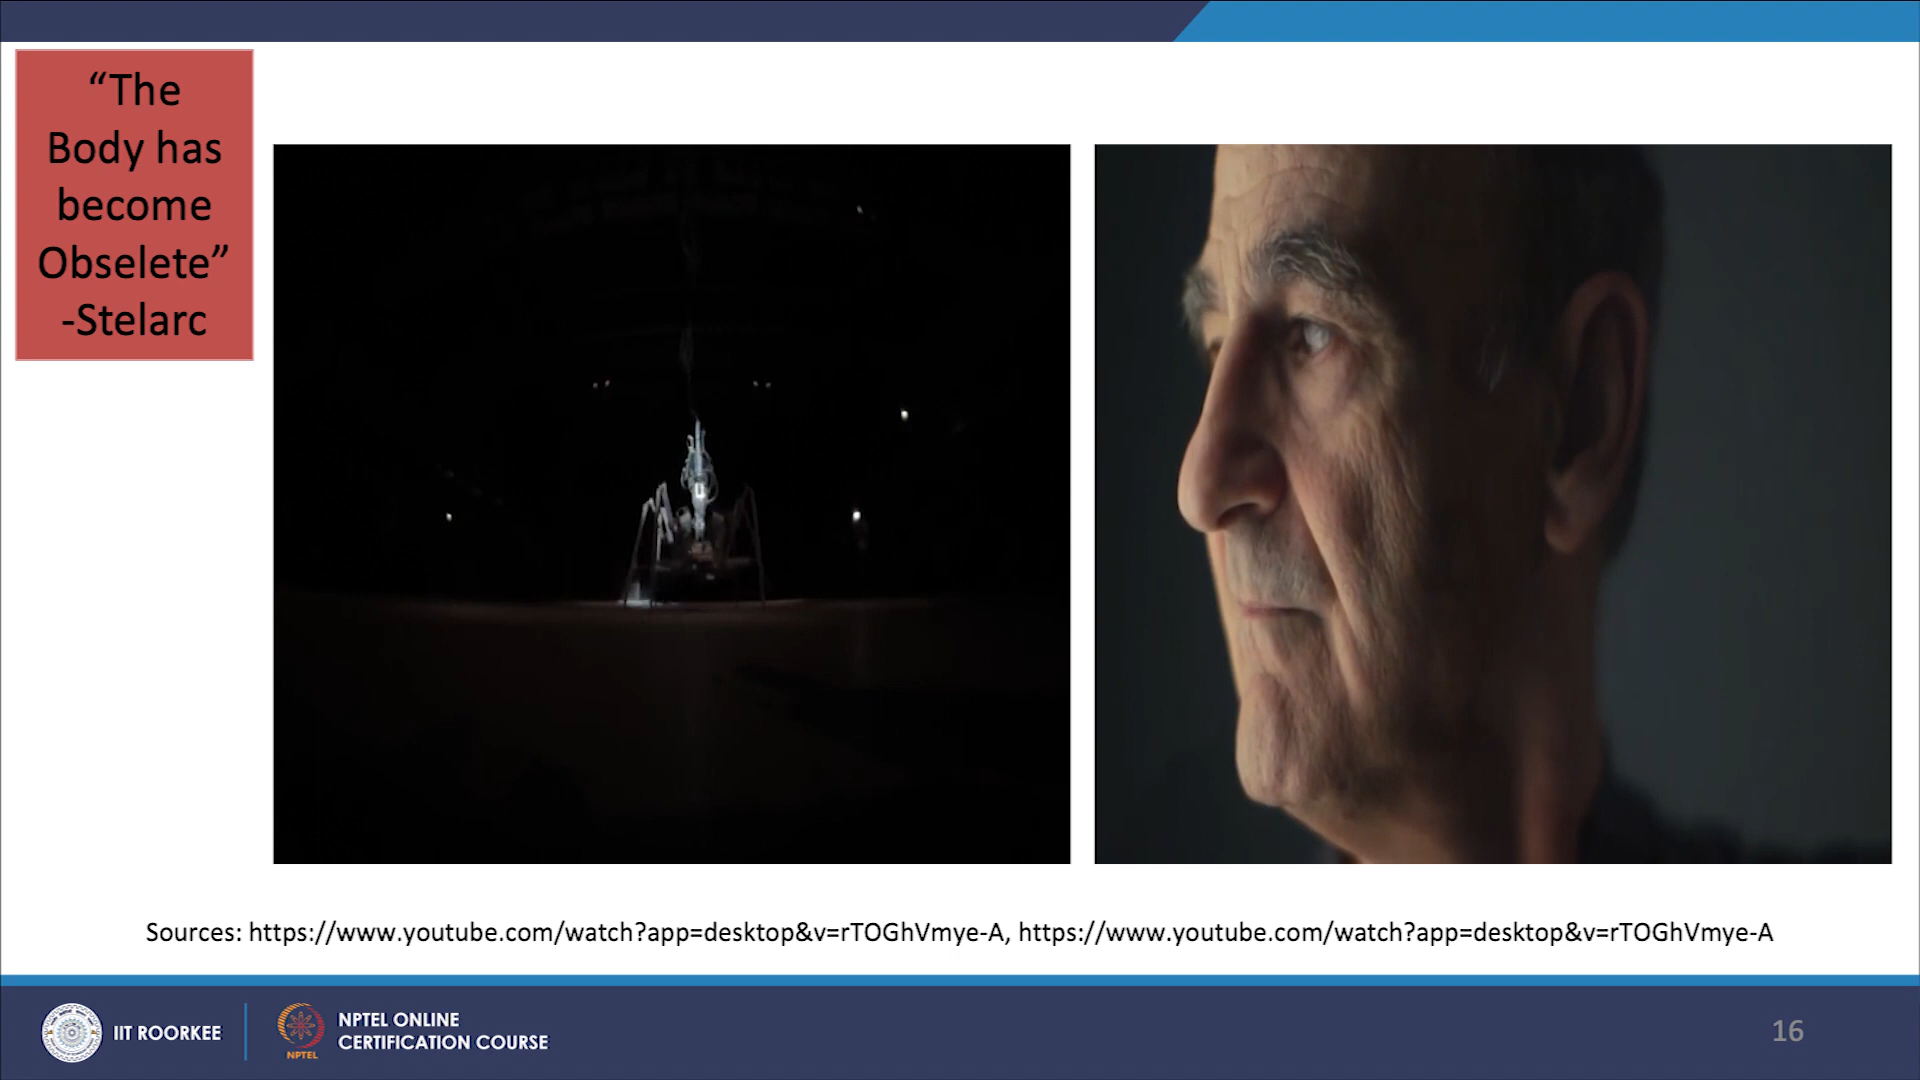 “The
Body has
become
Obselete”
-Stelarc
Sources: https://www.youtube.com/watch?app=desktop&v=rTOGhVmye-A, https://www.youtube.com/watch?app=desktop&v=rTOGhVmye-A
IIT ROORKEE
NPTEL
NPTEL ONLINE
CERTIFICATION COURSE
16